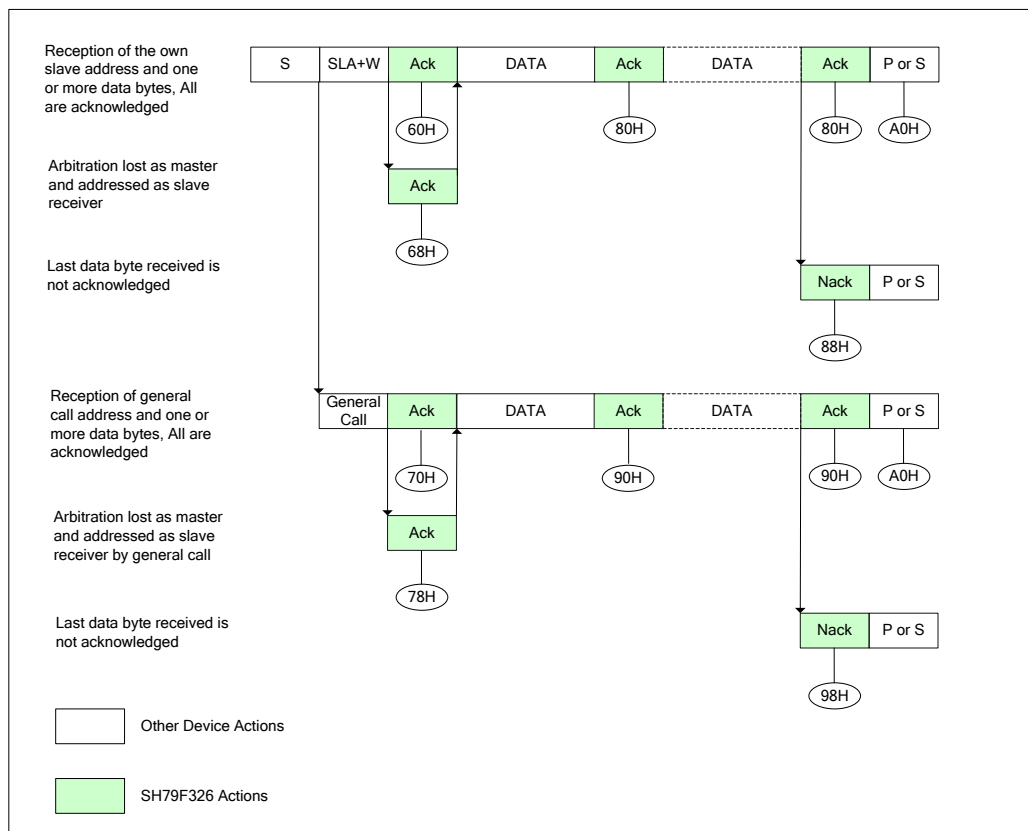 Reception of the own
slave address and one
or more data bytes, All
are acknowledged
S SLA+W Ack DATA Ack DATA Ack P or S
60H 80H 80H A0H
Arbitration lost as master
and addressed as slave
receiver
Ack
68H
Last data byte received is
not acknowledged
Nack P or S
88H
Reception of general
call address and one or
more data bytes, All are
acknowledged
General
Call Ack DATA Ack DATA Ack P or S
70H 90H 90H A0H
Arbitration lost as master
and addressed as slave
receiver by general call
Ack
78H
Last data byte received is
not acknowledged
Nack P or S
98H
Other Device Actions
SH79F326 Actions